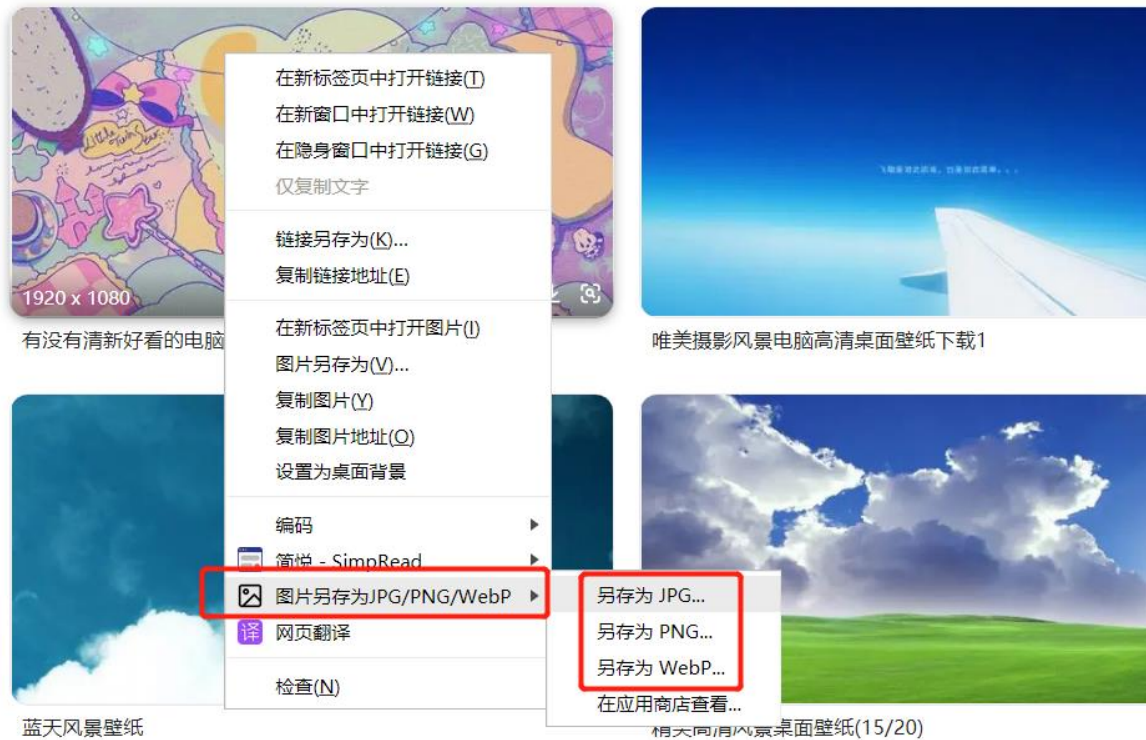 Little Twin Stars
1920 x 1080
有没有清新好看的电脑
唯美摄影风景电脑高清桌面壁纸下载1
在新标签页中打开链接(T)
在新窗口中打开链接(W)
在隐身窗口中打开链接(G)
仅复制文字
链接另存为(K)...
复制链接地址(E)
在新标签页中打开图片(I)
图片另存为(V)...
复制图片(Y)
复制图片地址(O)
设置为桌面背景
编码
简悦 - SimpRead
图片另存为JPG/PNG/WebP
网页翻译
译
检查(N)
另存为 JPG...
另存为 PNG...
另存为 WebP...
在应用商店查看...
蓝天风景壁纸
精美高清风景桌面壁纸(15/20)